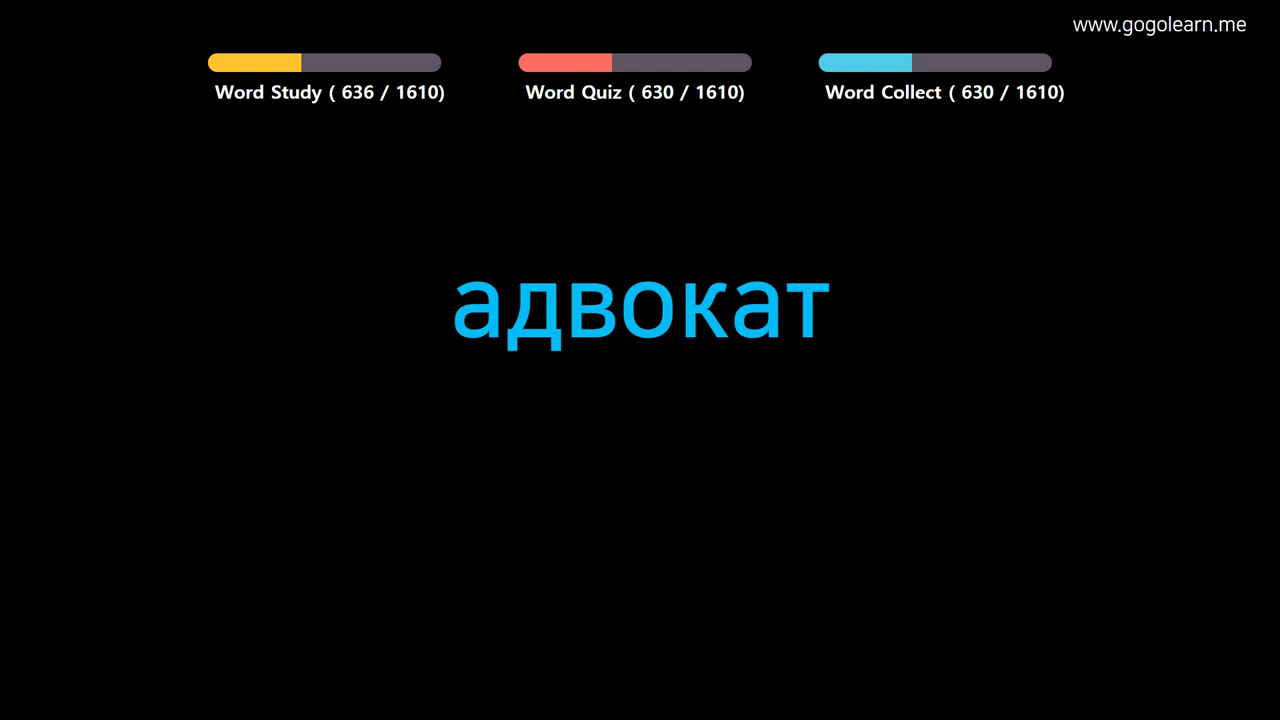 www.gogolearn.me
Word Study ( 636 / 1610)
Word Quiz ( 630 / 1610)
Word Collect ( 630 / 1610)
адвокат